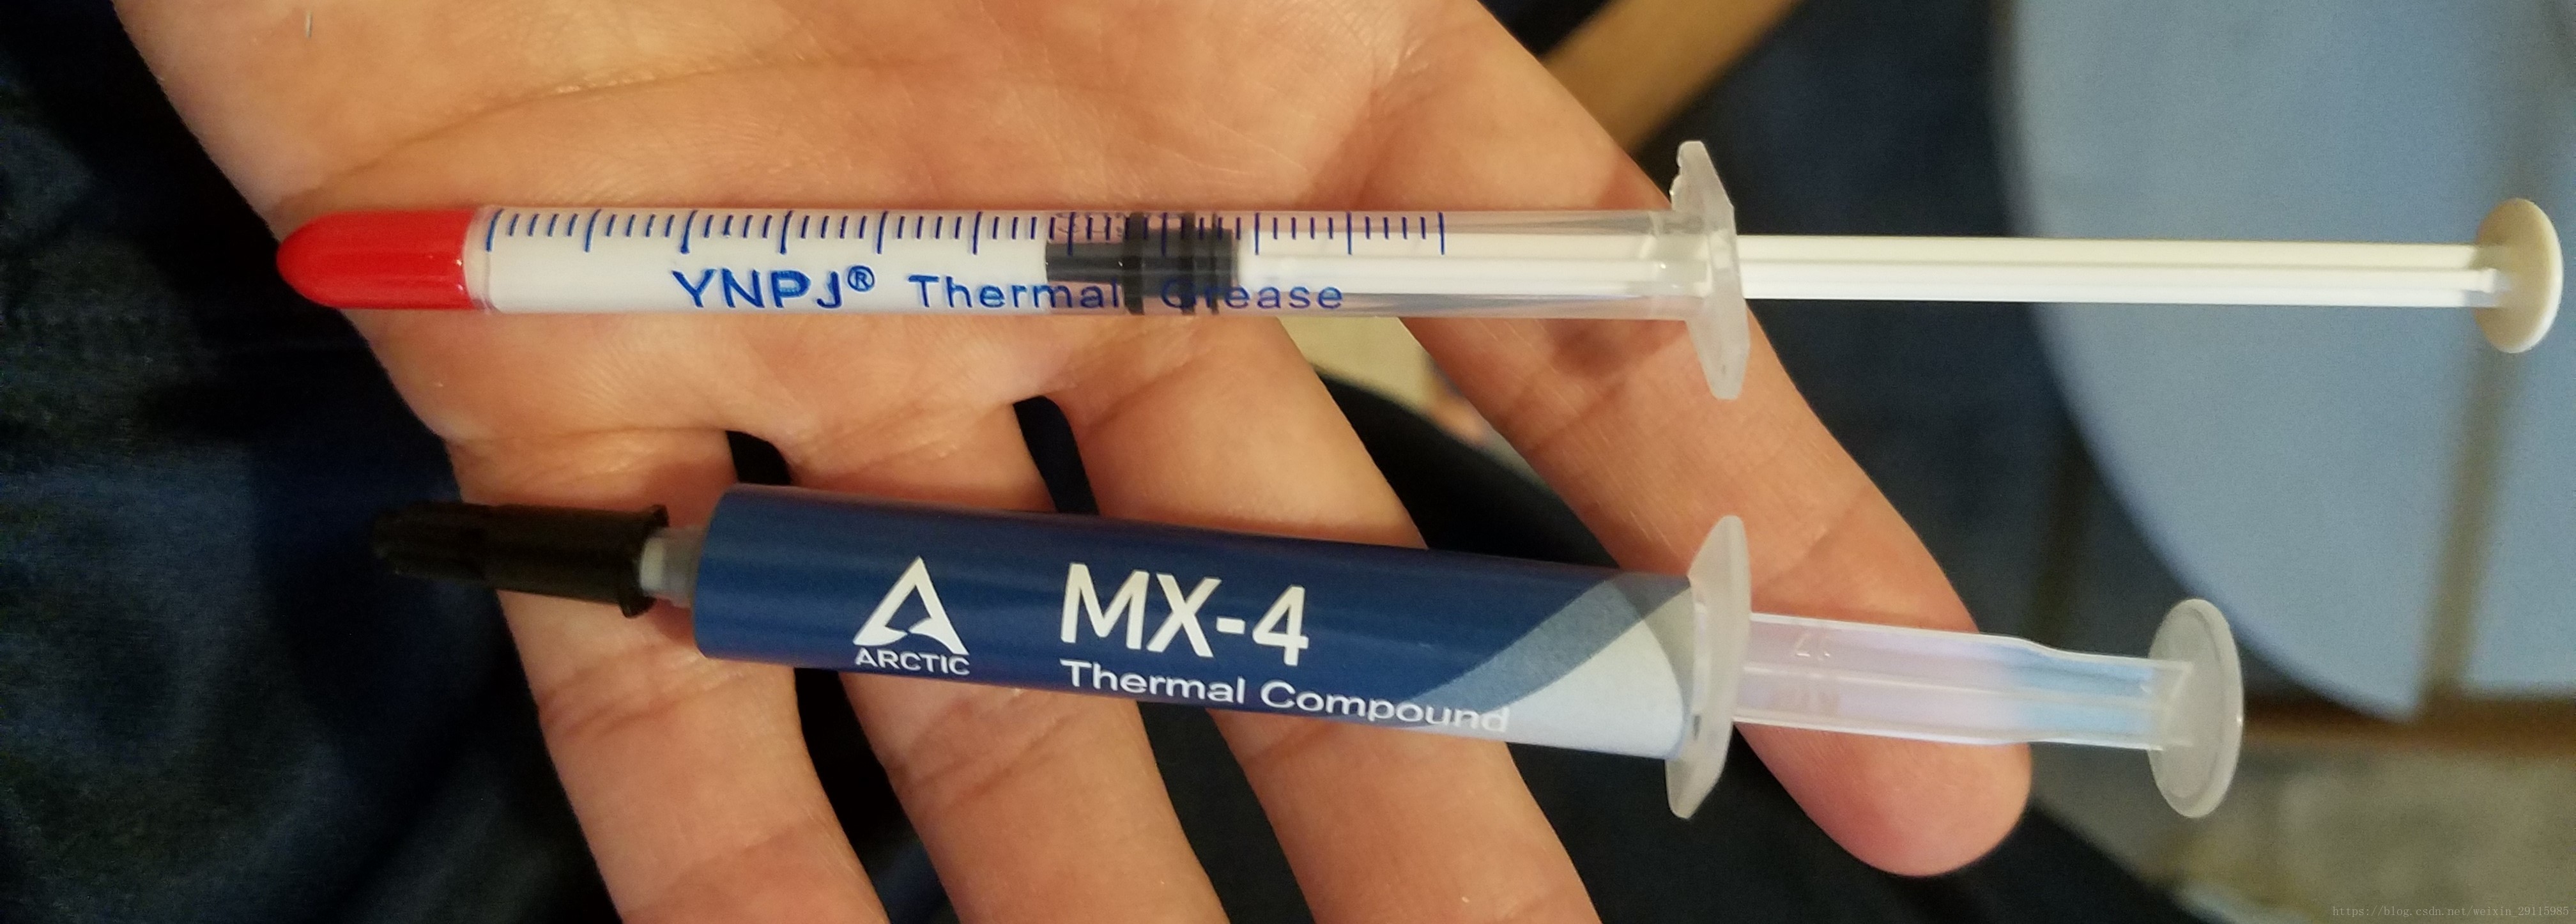 YNPJ® Thermal Grease
ARCTIC
MX-4
Thermal Compound
https://blog.csdn.net/weixin_29115985